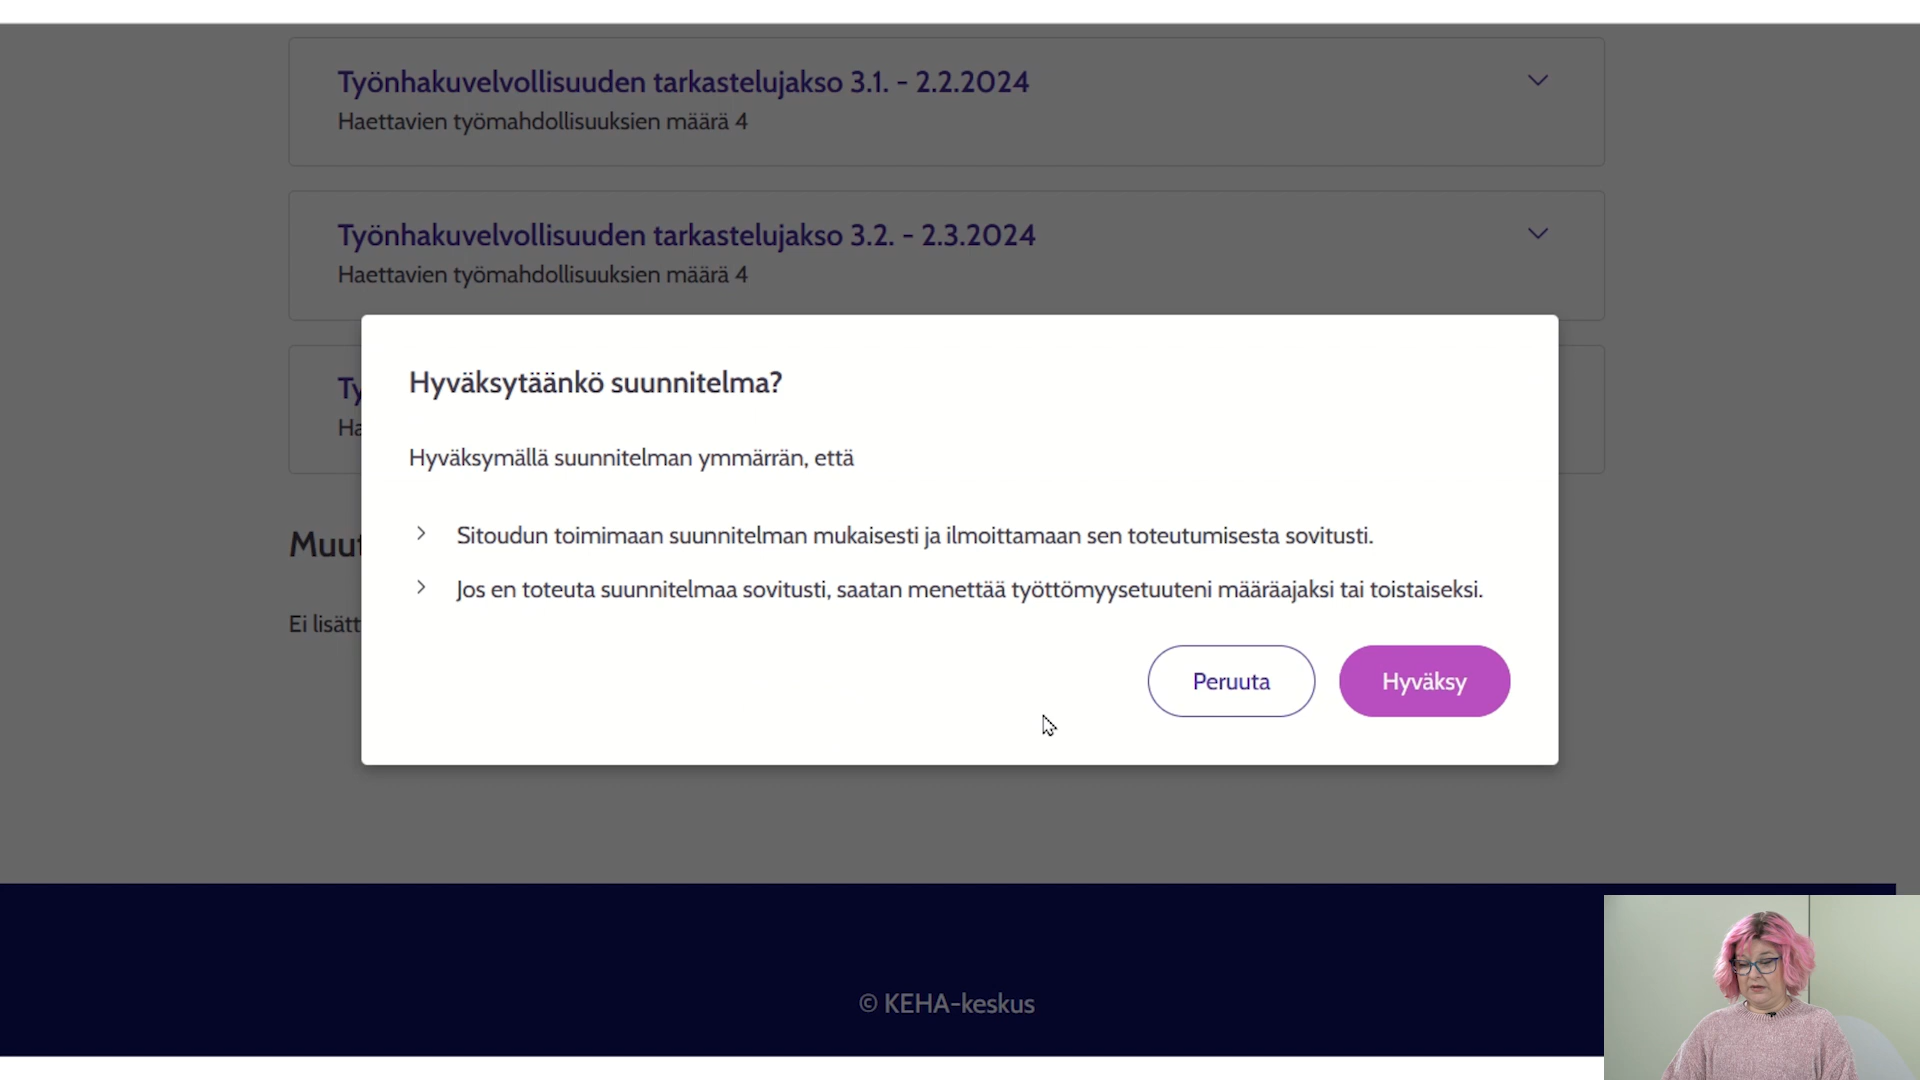 Työnhakuvelvollisuuden tarkastelujakso 3.1. - 2.2.2024
Haettavien työmahdollisuuksien määrä 4
Työnhakuvelvollisuuden tarkastelujakso 3.2. - 2.3.2024
Haettavien työmahdollisuuksien määrä 4
Hyväksytäänkö suunnitelma?
Hyväksymällä suunnitelman ymmärrän, että
Sitoudun toimimaan suunnitelman mukaisesti ja ilmoittamaan sen toteutumisesta sovitusti.
Jos en toteuta suunnitelmaa sovitusti, saatan menettää työttömyysetuuteni määräajaksi tai toistaiseksi.
Peruuta
Hyväksy
Ei
© KEHA-keskus